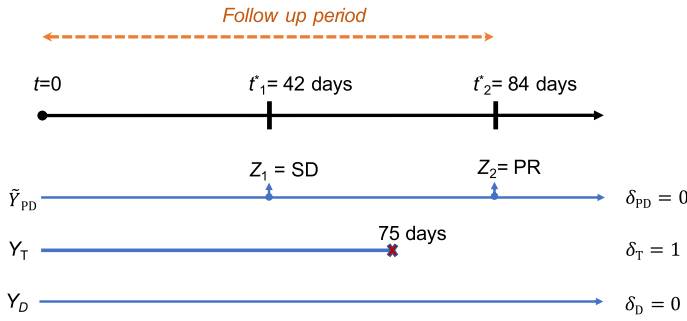 Follow up period
t=0
t*1= 42 days
t*2= 84 days
Z1 = SD
Z2= PR
ỸPD
δPD = 0
75 days
YT
δT = 1
YD
δD = 0